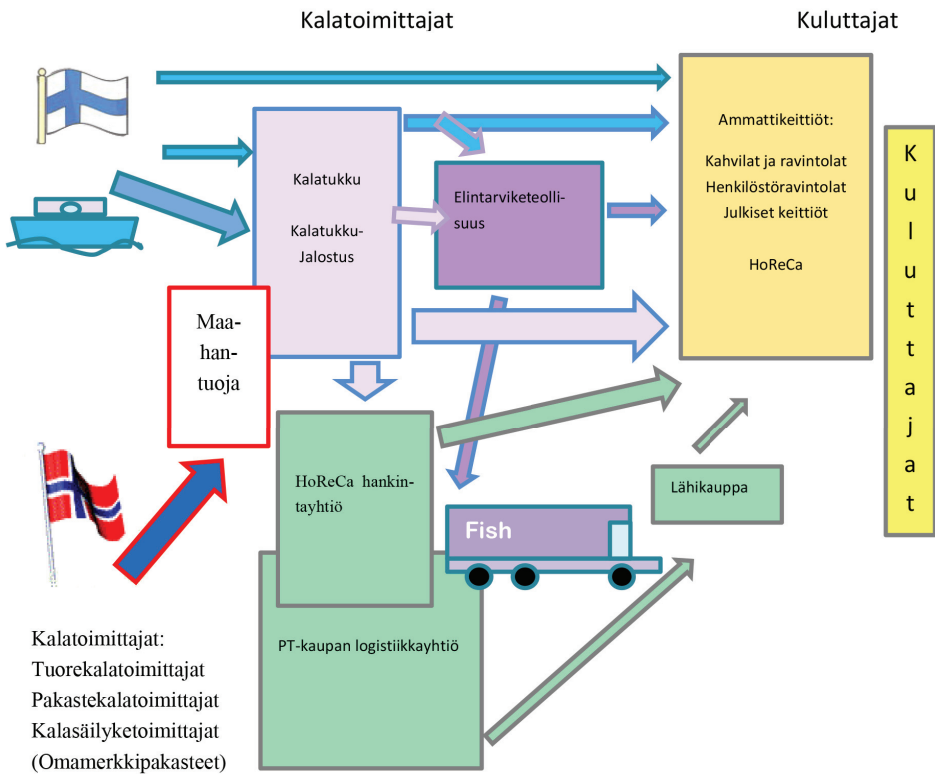 Kalatoimittajat
Kuluttajat
Ammattikeittiöt:
Kahvilat ja ravintolat
Henkilöstöravintolat
Julkiset keittiöt
HoReCa
Kuluttajat
Kalatukku
Kalatukku-
Jalostus
Elintarviketeolli-
suus
Maa-
han-
tuoja
HoReCa hankin-
tayhtiö
Lähikauppa
Fish
PT-kaupan logistiikkayhtiö
Kalatoimittajat:
Tuorekalatoimittajat
Pakastekalatoimittajat
Kalasäilyketoimittajat
(Omamerkkipakasteet)